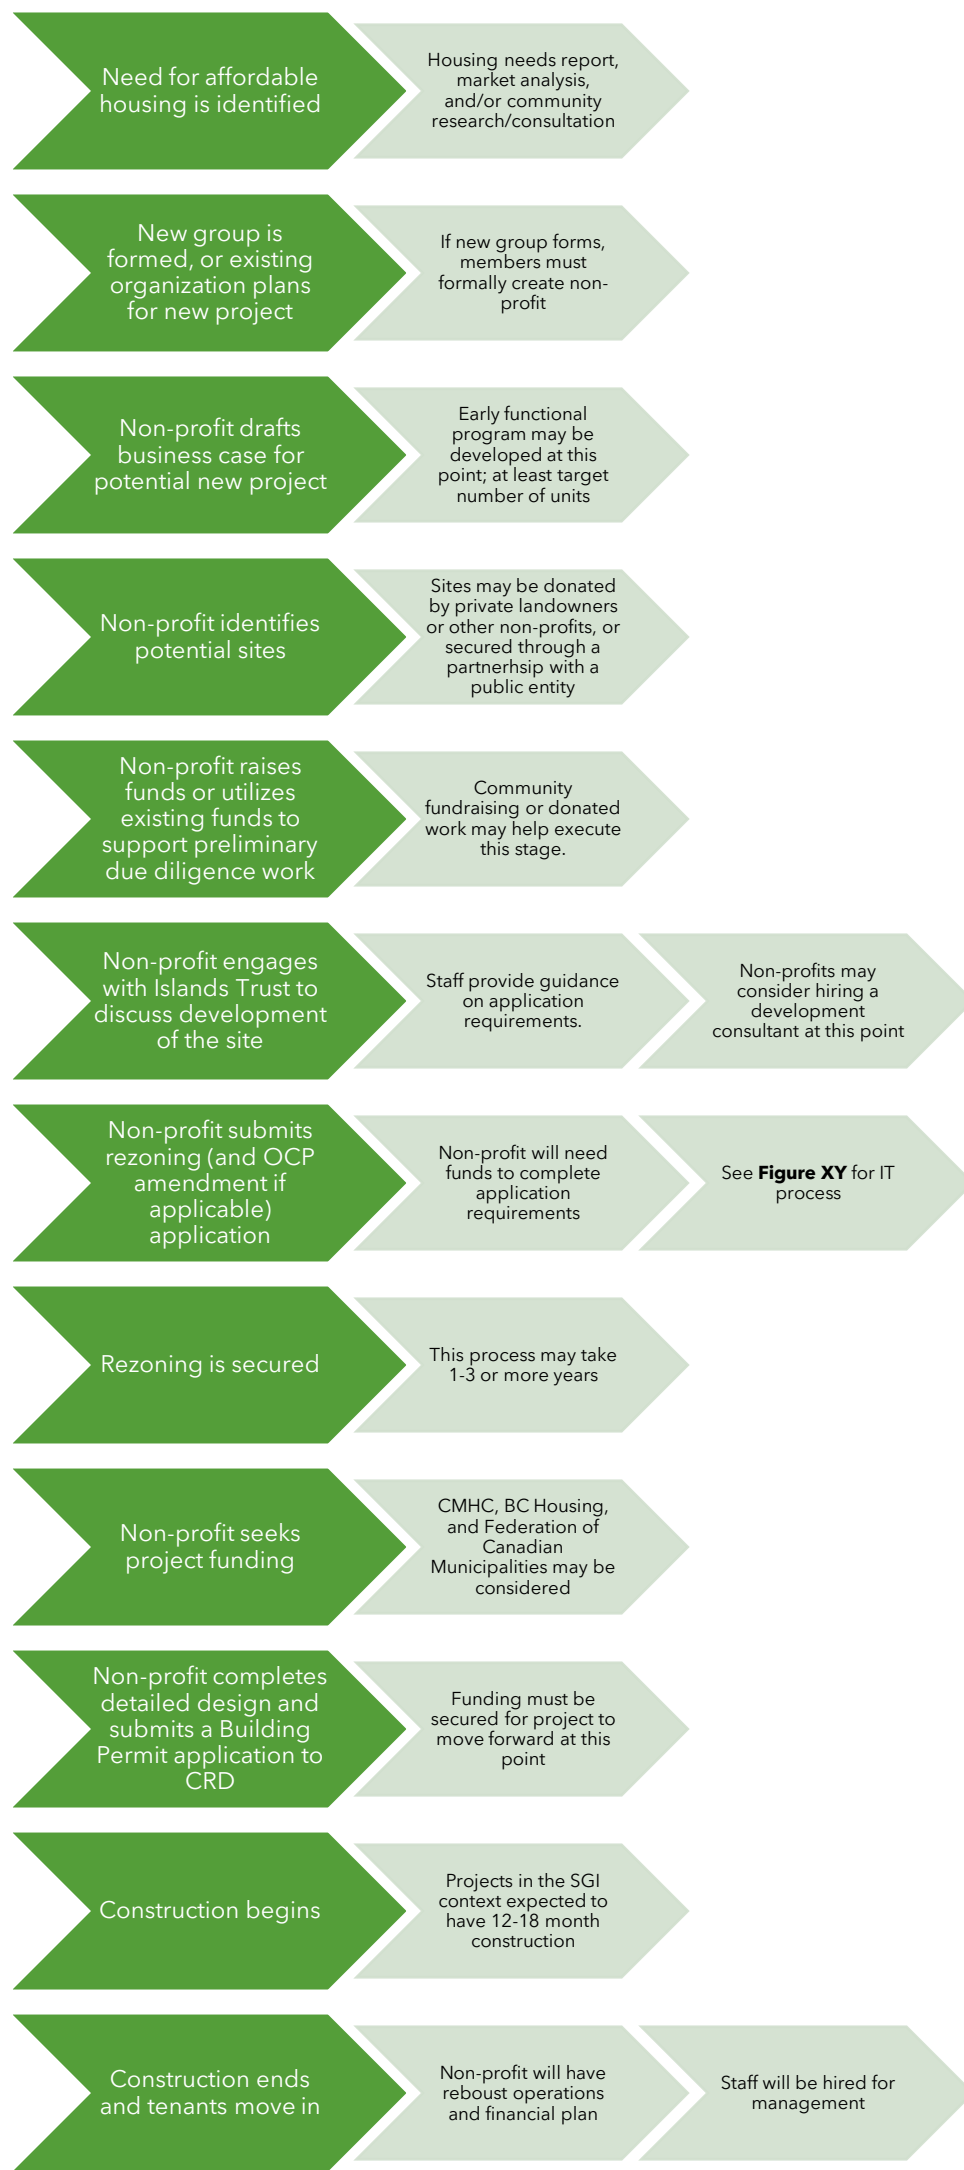 Need for affordable
housing is identified
Housing needs report,
market analysis,
and/or community
research/consultation
New group is
formed, or existing
organization plans
for new project
If new group forms,
members must
formally create non-
profit
Non-profit drafts
business case for
potential new project
Early functional
program may be
developed at this
point; at least target
number of units
Non-profit identifies
potential sites
Sites may be donated
by private landowners
or other non-profits, or
secured through a
partnerhsip with a
public entity
Non-profit raises
funds or utilizes
existing funds to
support preliminary
due diligence work
Community
fundraising or donated
work may help execute
this stage.
Non-profit engages
with Islands Trust to
discuss development
of the site
Staff provide guidance
on application
requirements.
Non-profits may
consider hiring a
development
consultant at this point
Non-profit submits
rezoning (and OCP
amendment if
applicable)
application
Non-profit will need
funds to complete
application
requirements
See Figure XY for IT
process
Rezoning is secured
This process may take
1-3 or more years
Non-profit seeks
project funding
CMHC, BC Housing,
and Federation of
Canadian
Municipalities may be
considered
Non-profit completes
detailed design and
submits a Building
Permit application to
CRD
Funding must be
secured for project to
move forward at this
point
Construction begins
Projects in the SGI
context expected to
have 12-18 month
construction
Construction ends
and tenants move in
Non-profit will have
reboust operations
and financial plan
Staff will be hired for
management